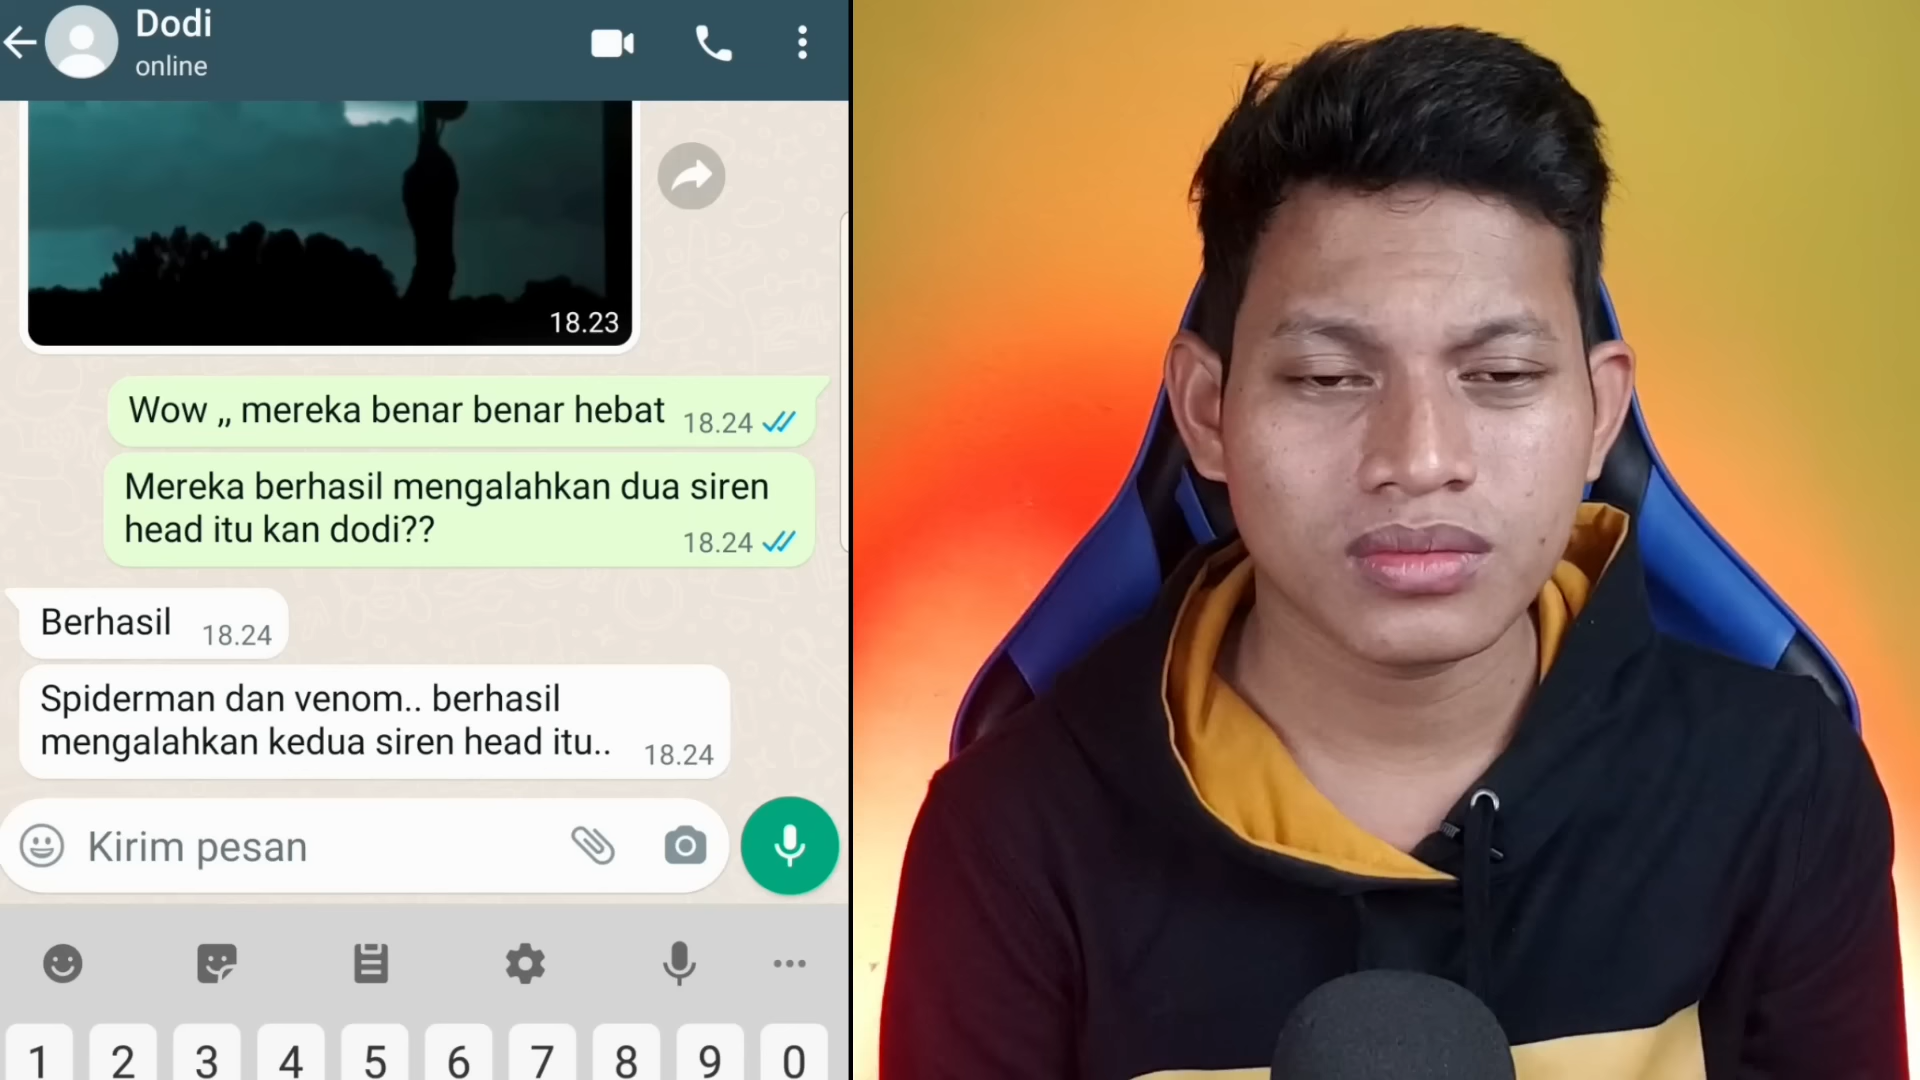 Dodi
online
18.23
Wow ,, mereka benar benar hebat 18.24
Mereka berhasil mengalahkan dua siren
head itu kan dodi?? 18.24
Berhasil 18.24
Spiderman dan venom.. berhasil
mengalahkan kedua siren head itu.. 18.24
Kirim pesan
1 2 3 4 5 6 7 8 9 0